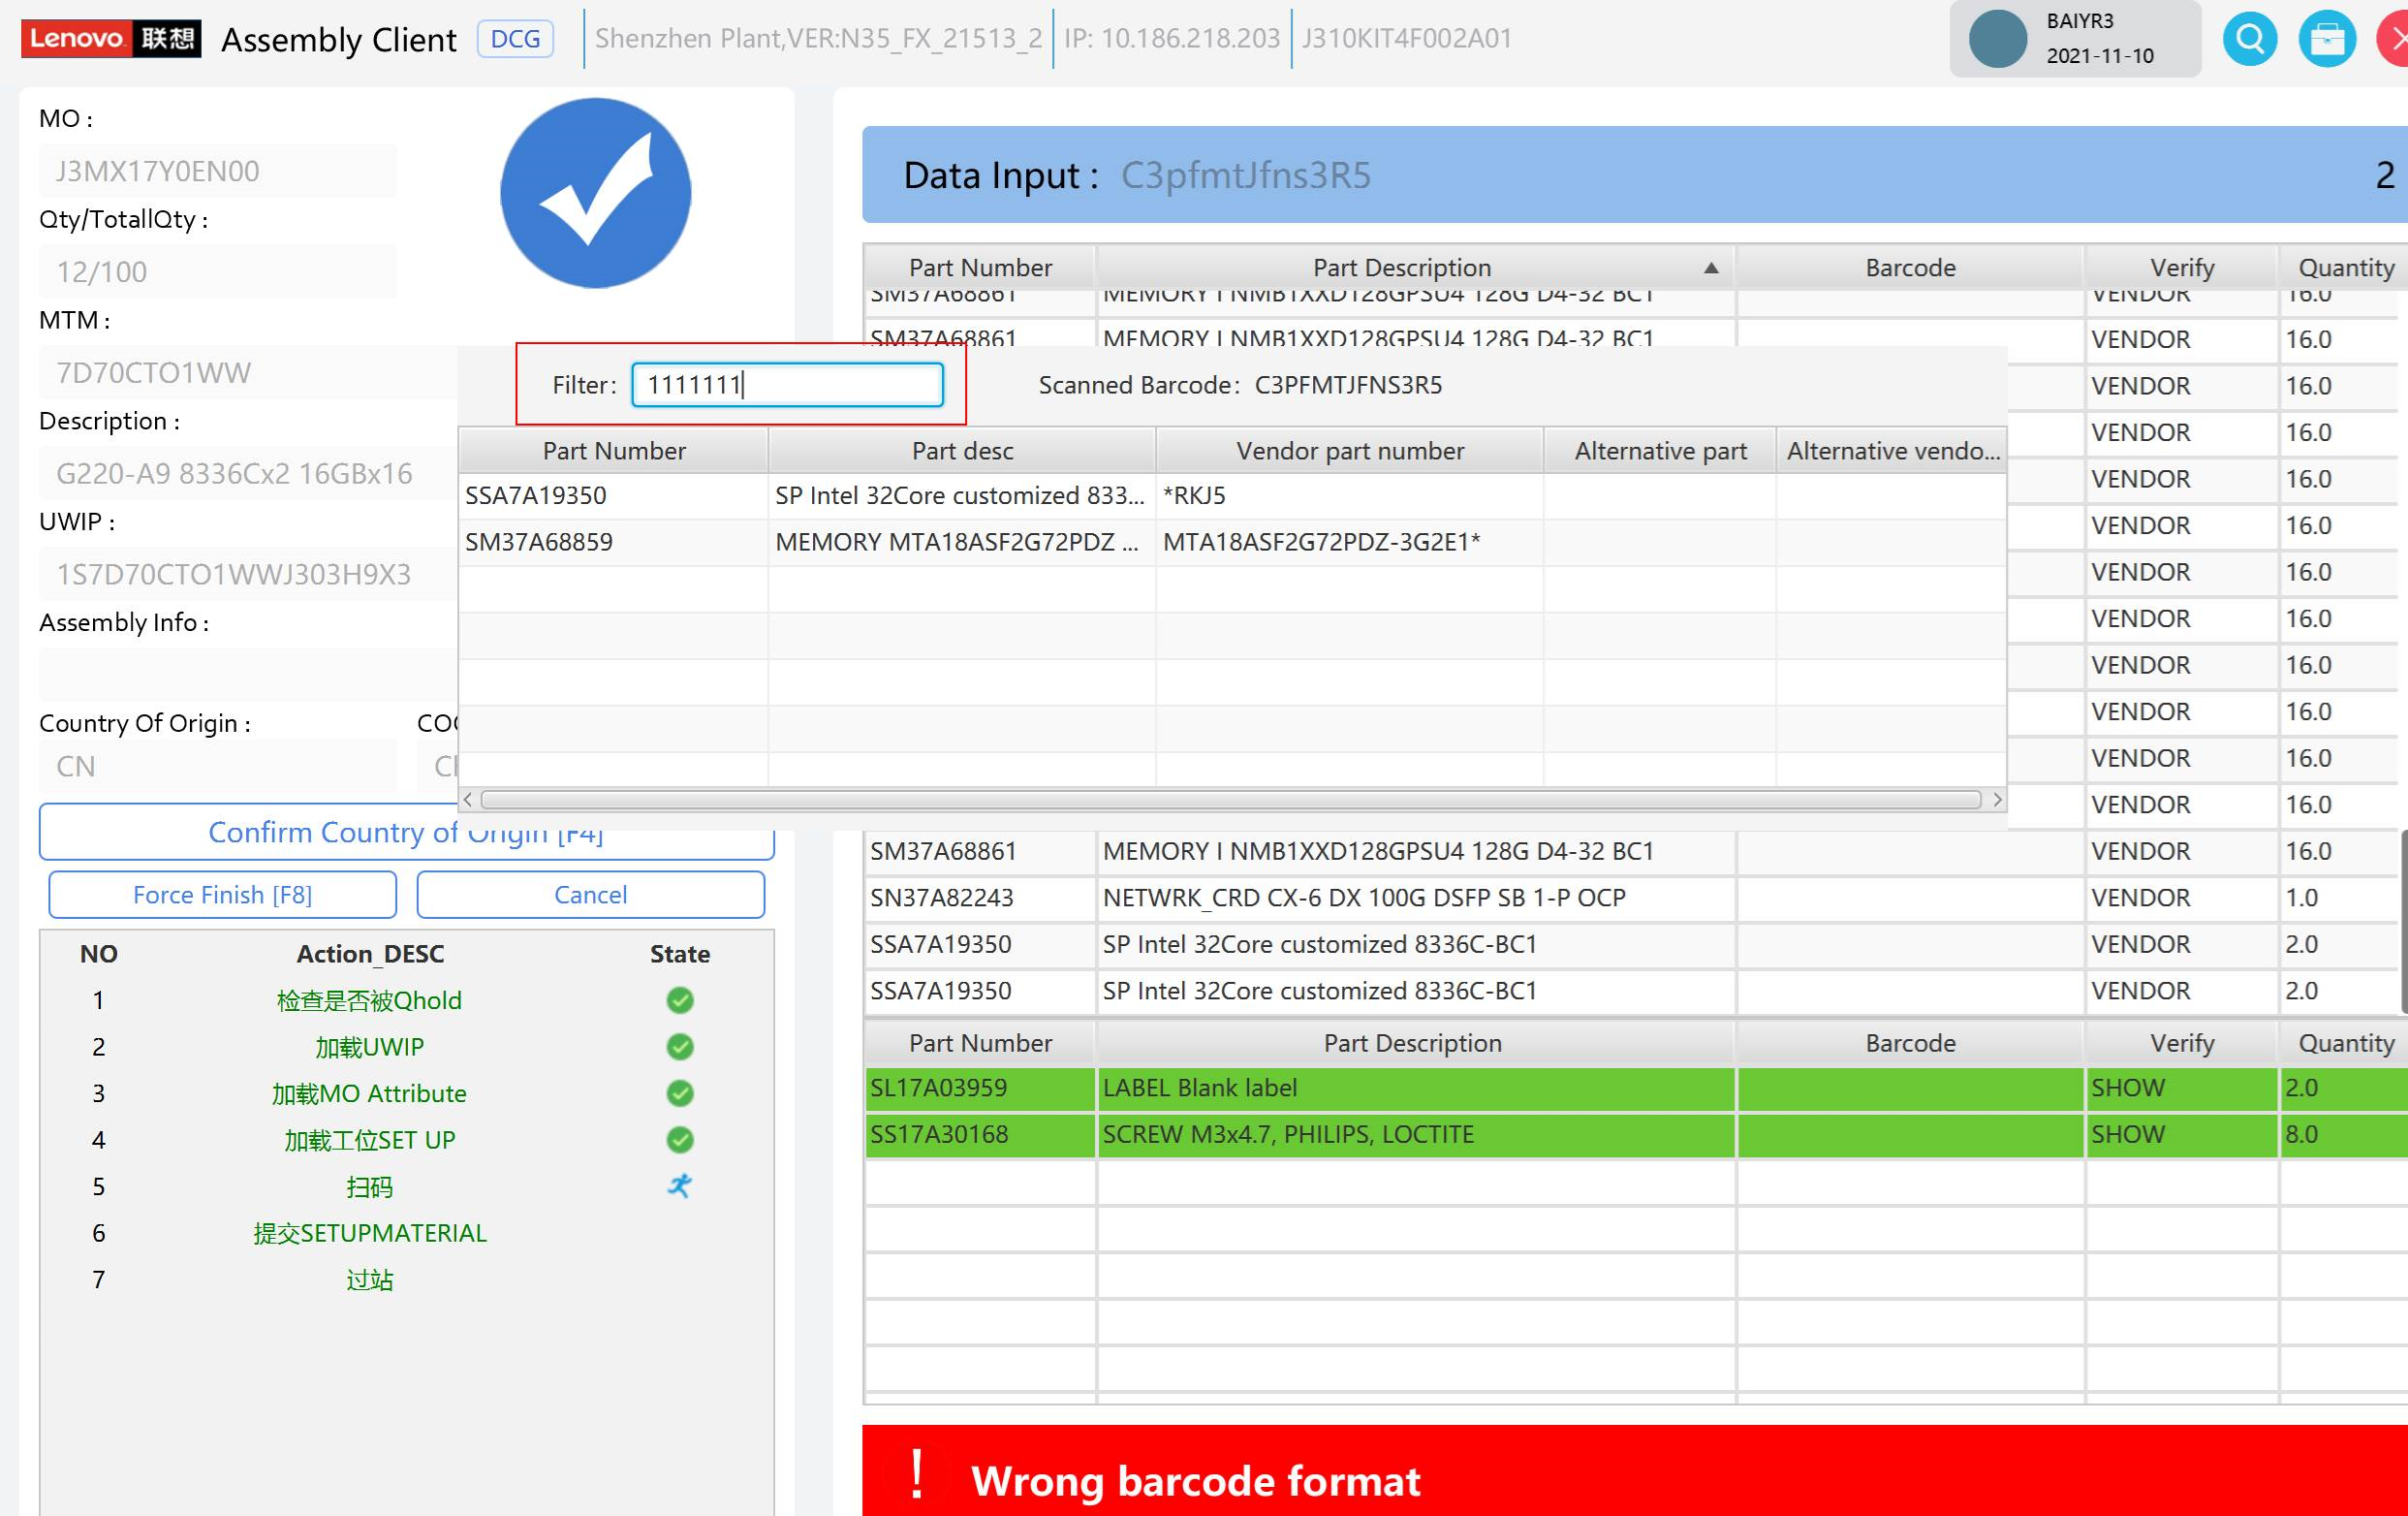 Lenovo 联想 Assembly Client DCG Shenzhen Plant,VER:N35_FX_21513_2 IP: 10.186.218.203 J310KIT4F002A01 BAIYR3
2021-11-10
MO :
J3MX17Y0EN00
Qty/TotallQty :
12/100
MTM :
7D70CTO1WW
Description :
G220-A9 8336Cx2 16GBx16
UWIP :
1S7D70CTO1WWJ303H9X3
Assembly Info :
Country Of Origin :
CN
Confirm Country of Origin [F4]
Force Finish [F8] Cancel
NO Action_DESC State
1 检查是否被Qhold
2 加载UWIP
3 加载MO Attribute
4 加载工位SET UP
5 扫码
6 提交SETUPMATERIAL
7 过站
Data Input : C3pfmtJfns3R5 2
Part Number Part Description Barcode Verify Quantity
SM37A68861 MEMORY I NMB1XXD128GPSU4 128G D4-32 BC1 VENDOR 16.0
SM37A68861 MEMORY I NMB1XXD128GPSU4 128G D4-32 BC1 VENDOR 16.0
VENDOR 16.0
VENDOR 16.0
VENDOR 16.0
VENDOR 16.0
VENDOR 16.0
VENDOR 16.0
VENDOR 16.0
VENDOR 16.0
VENDOR 16.0
VENDOR 16.0
Filter: 1111111 Scanned Barcode: C3PFMTJFNS3R5
Part Number Part desc Vendor part number Alternative part Alternative vendo...
SSA7A19350 SP Intel 32Core customized 833... *RKJ5
SM37A68859 MEMORY MTA18ASF2G72PDZ ... MTA18ASF2G72PDZ-3G2E1*
SM37A68861 MEMORY I NMB1XXD128GPSU4 128G D4-32 BC1 VENDOR 16.0
SN37A82243 NETWRK_CRD CX-6 DX 100G DSFP SB 1-P OCP VENDOR 1.0
SSA7A19350 SP Intel 32Core customized 8336C-BC1 VENDOR 2.0
SSA7A19350 SP Intel 32Core customized 8336C-BC1 VENDOR 2.0
Part Number Part Description Barcode Verify Quantity
SL17A03959 LABEL Blank label SHOW 2.0
SS17A30168 SCREW M3x4.7, PHILIPS, LOCTITE SHOW 8.0
! Wrong barcode format